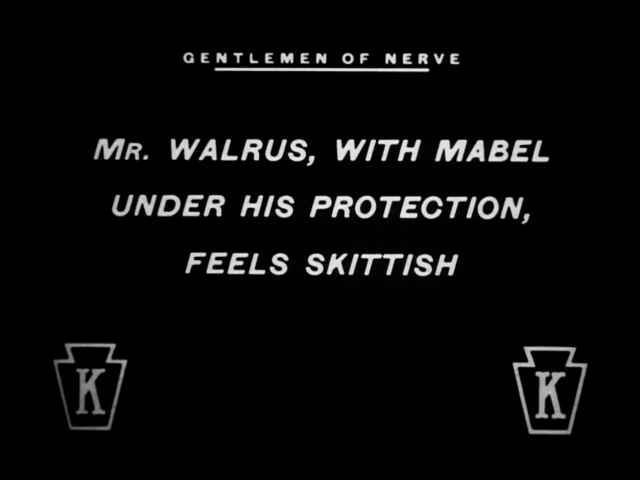 GENTLEMEN OF NERVE
MR. WALRUS, WITH MABEL
UNDER HIS PROTECTION,
FEELS SKITTISH
K K